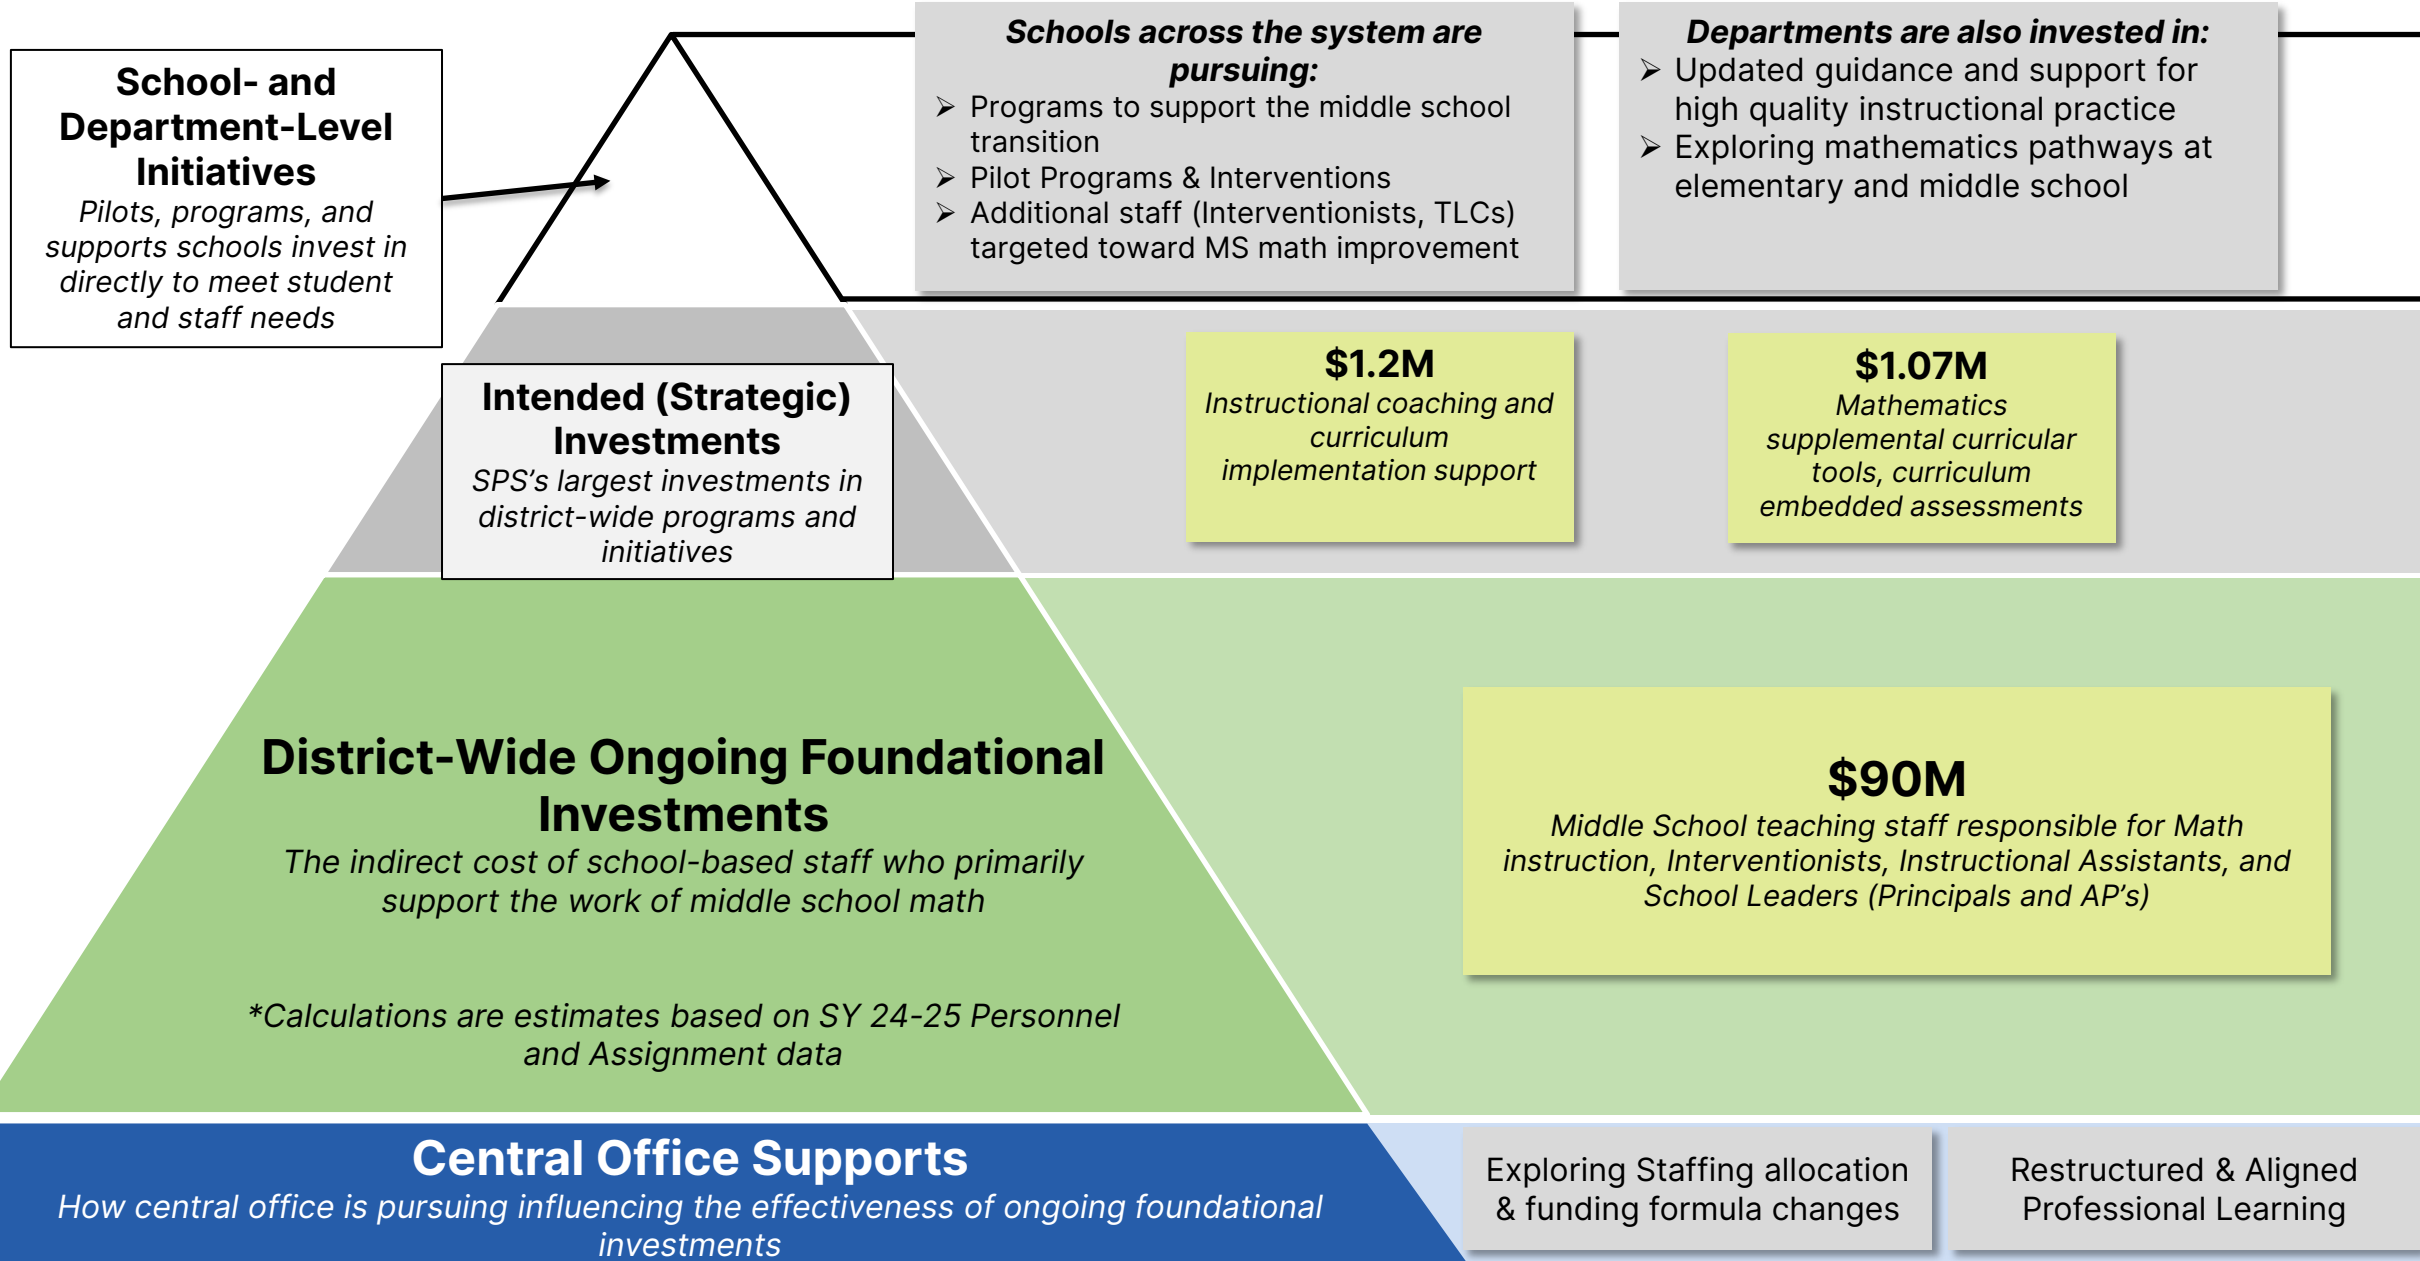 School- and
Department-Level
Initiatives
Pilots, programs, and
supports schools invest in
directly to meet student
and staff needs
Schools across the system are
pursuing:
➢ Programs to support the middle school
transition
➢ Pilot Programs & Interventions
➢ Additional staff (Interventionists, TLCs)
targeted toward MS math improvement
Departments are also invested in:
➢ Updated guidance and support for
high quality instructional practice
➢ Exploring mathematics pathways at
elementary and middle school
Intended (Strategic)
Investments
SPS’s largest investments in
district-wide programs and
initiatives
$1.2M
Instructional coaching and
curriculum
implementation support
$1.07M
Mathematics
supplemental curricular
tools, curriculum
embedded assessments
District-Wide Ongoing Foundational
Investments
The indirect cost of school-based staff who primarily
support the work of middle school math
*Calculations are estimates based on SY 24-25 Personnel
and Assignment data
$90M
Middle School teaching staff responsible for Math
instruction, Interventionists, Instructional Assistants, and
School Leaders (Principals and AP’s)
Central Office Supports
How central office is pursuing influencing the effectiveness of ongoing foundational
investments
Exploring Staffing allocation
& funding formula changes
Restructured & Aligned
Professional Learning